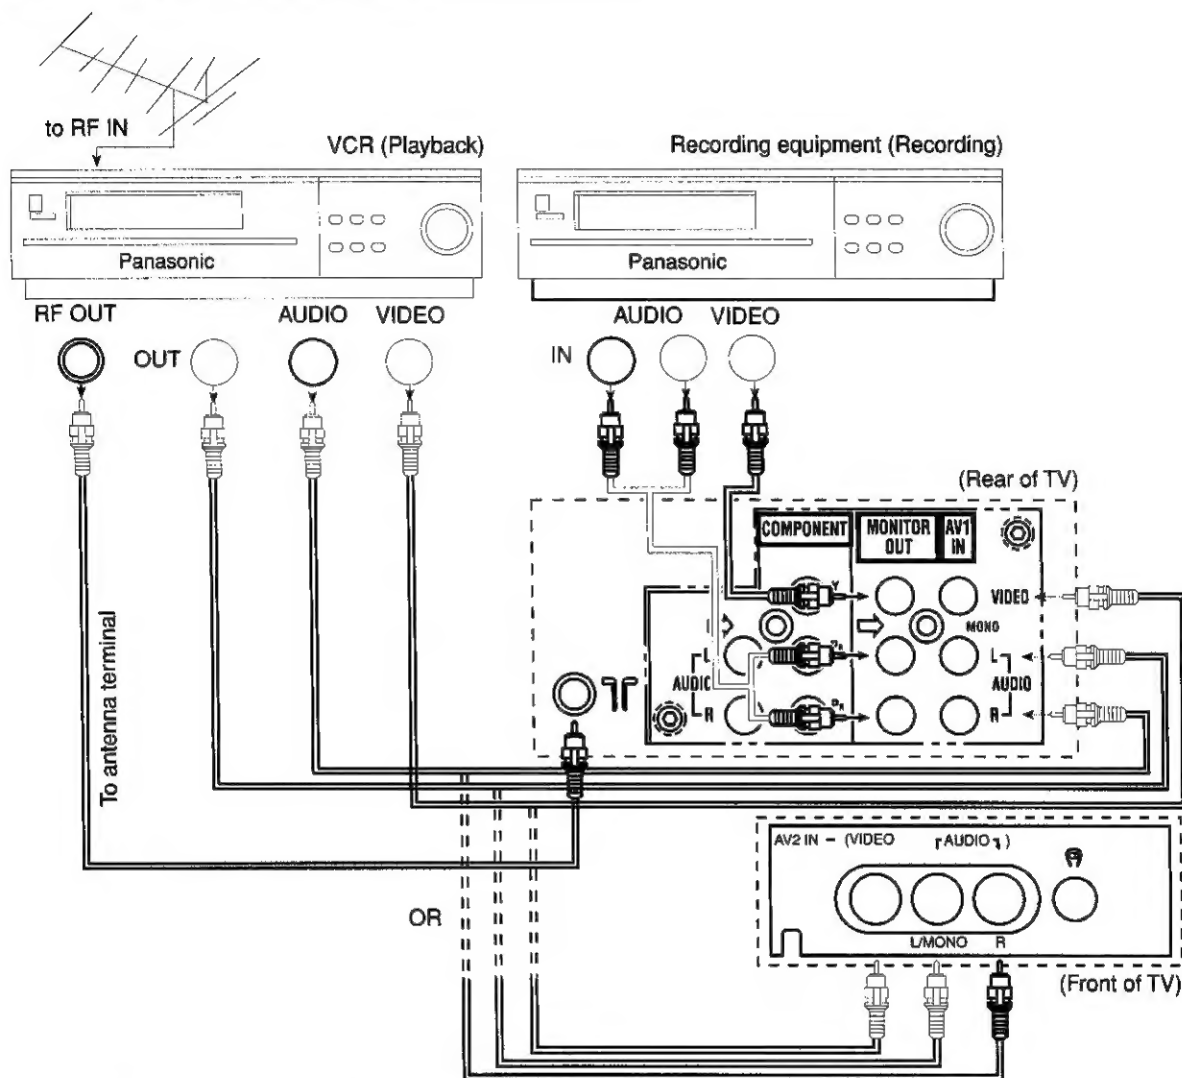 to RF IN
VCR (Playback)
Recording equipment (Recording)
Panasonic
Panasonic
RF OUT
AUDIO
VIDEO
OUT
AUDIO
VIDEO
IN
(Rear of TV)
COMPONENT
MONITOR
OUT
AV1
IN
Y
VIDEO
MONO
L
AUDIO
R
L
AUDIO
R
To antenna terminal
AV2 IN – (VIDEO
AUDIO
)
OR
L/MONO
R
(Front of TV)